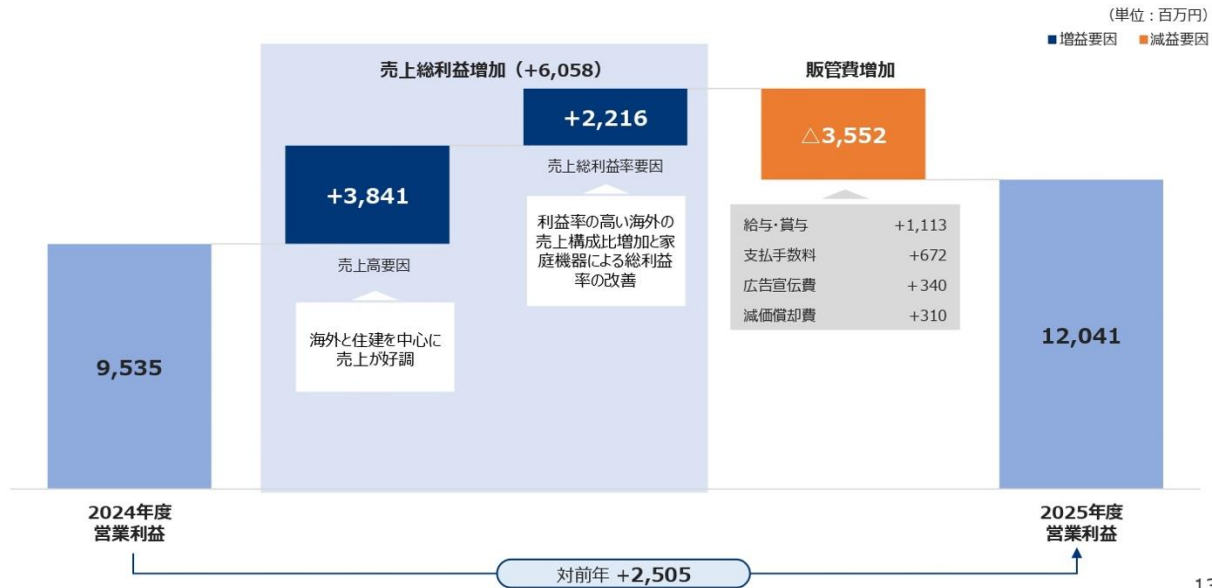 (単位：百万円)
■増益要因 ■減益要因
売上総利益増加（+6,058）
販管費増加
+2,216
売上総利益率要因
利益率の高い海外の
売上構成比増加と家
庭機器による総利益
率の改善
+3,841
売上高要因
海外と住建を中心に
売上が好調
△3,552
給与・賞与 +1,113
支払手数料 +672
広告宣伝費 +340
減価償却費 +310
9,535
12,041
2024年度
営業利益
2025年度
営業利益
対前年 +2,505